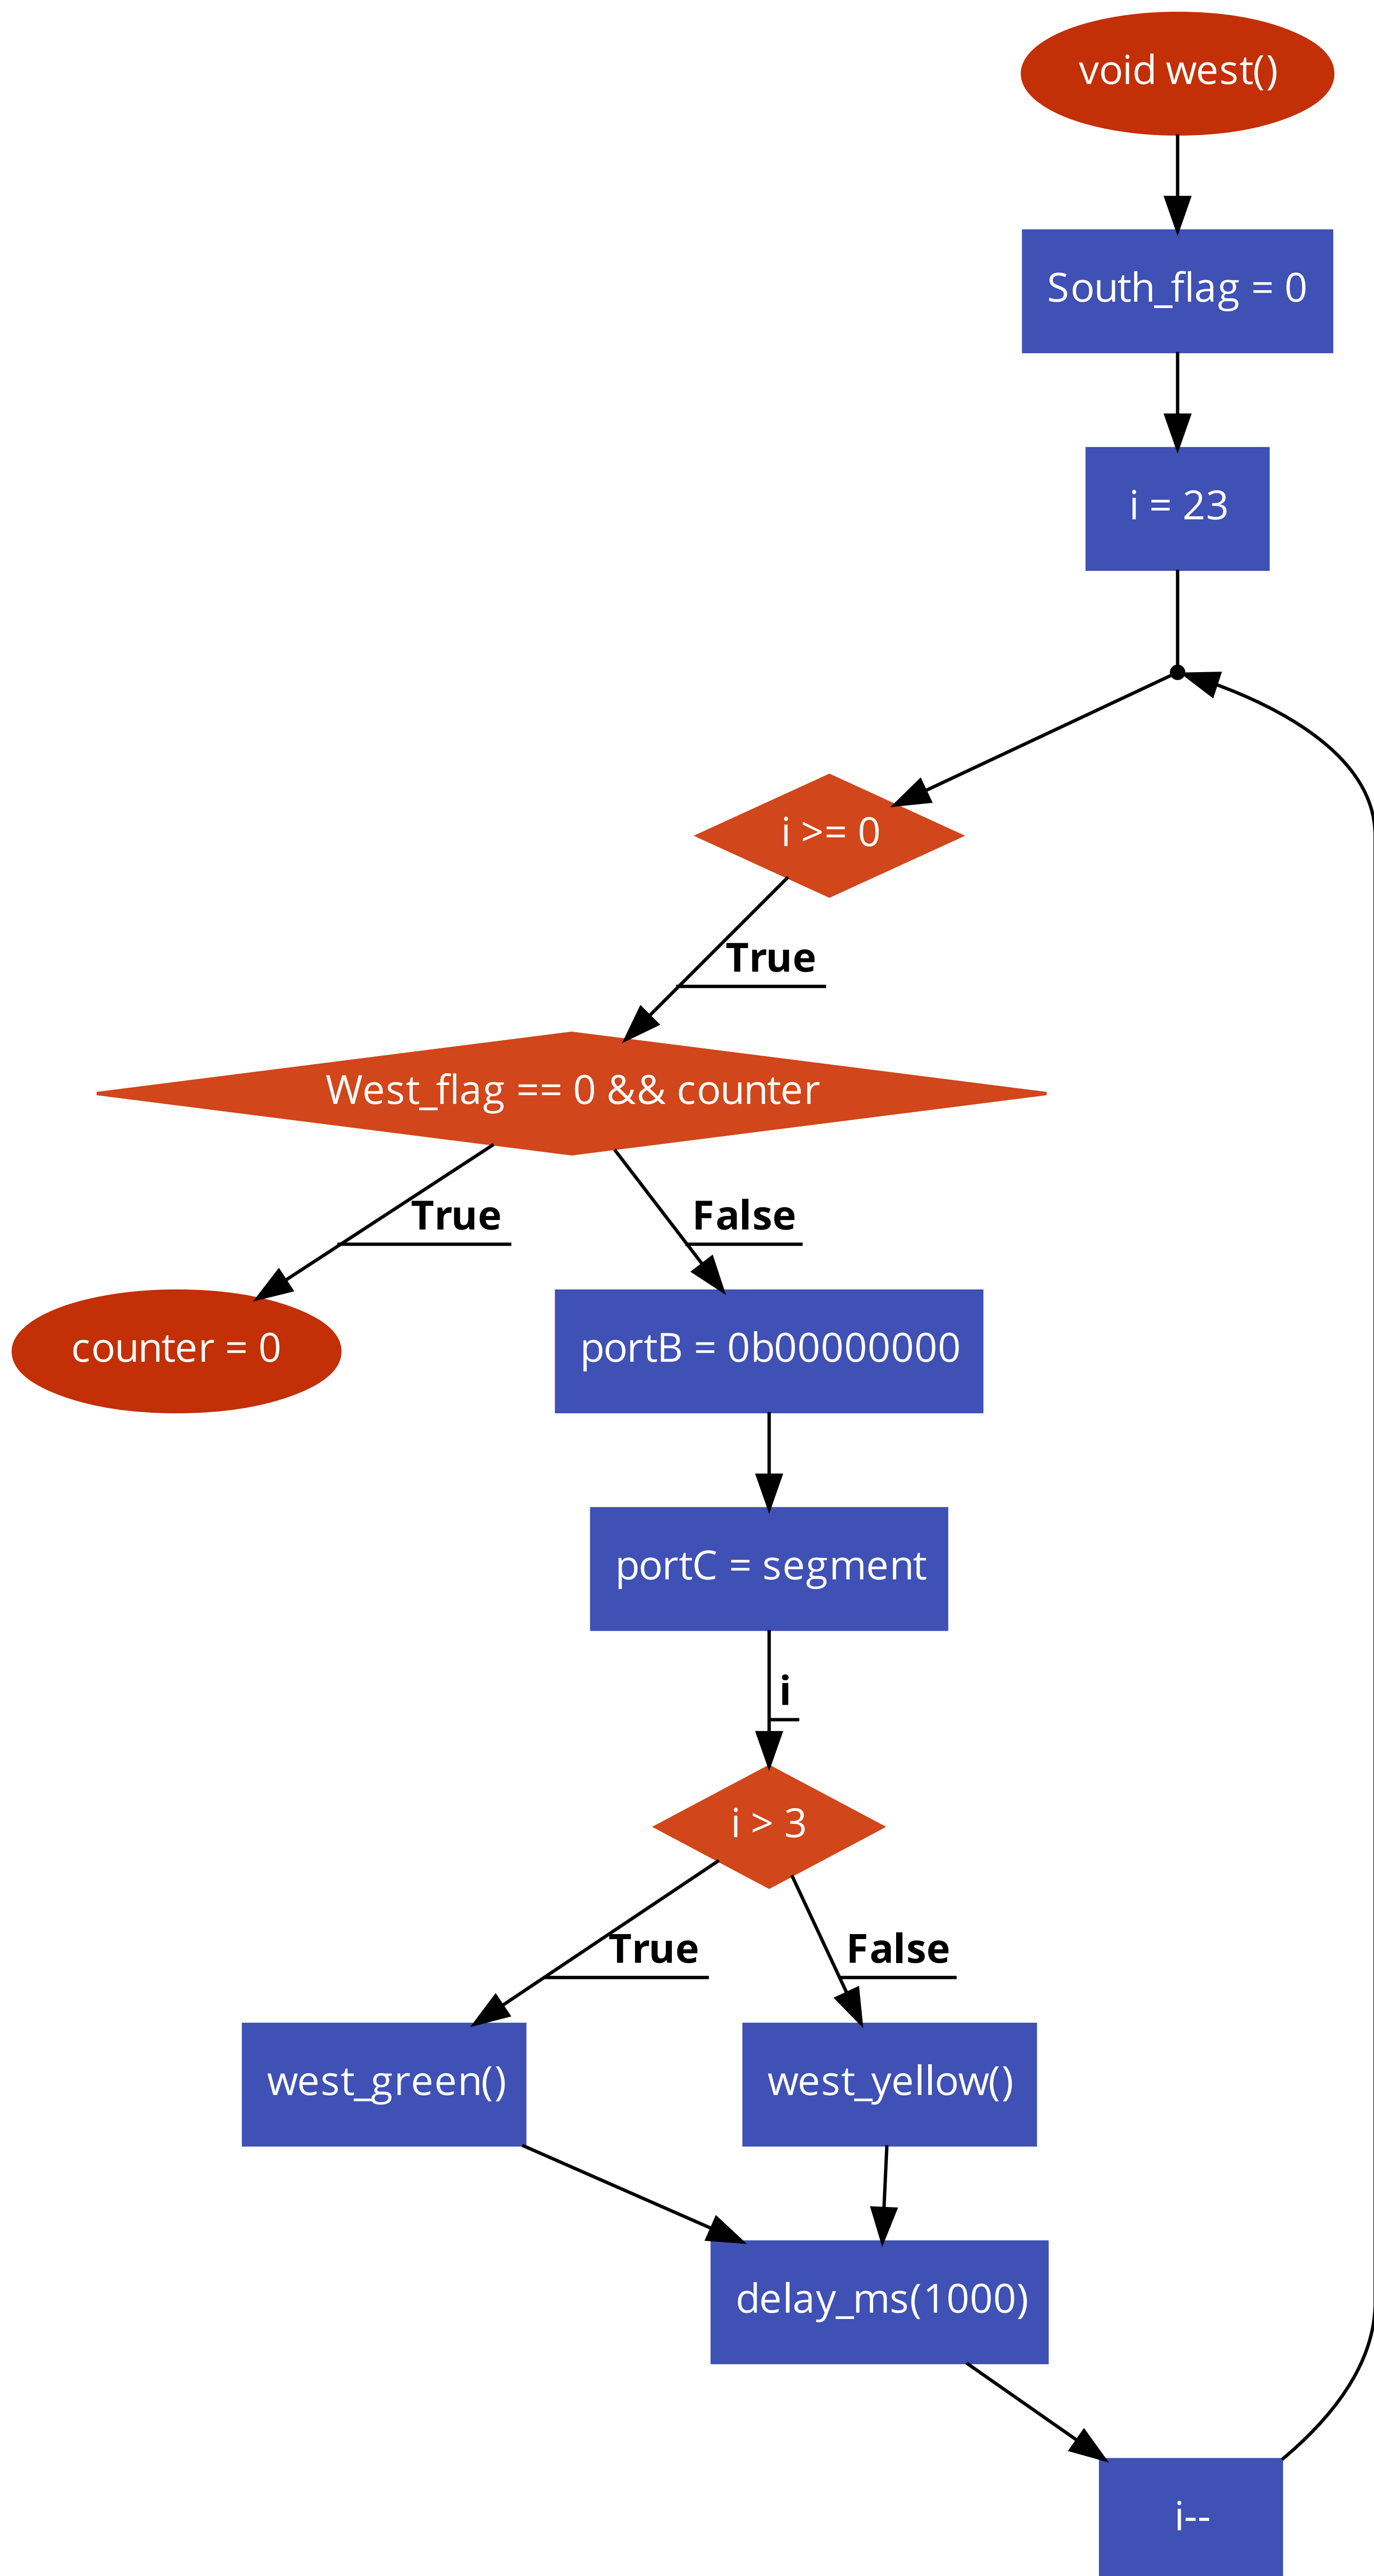 void west()
South_flag = 0
i = 23
i >= 0
True
West_flag == 0 && counter
True
False
counter = 0
portB = 0b00000000
portC = segment
i
i > 3
True
False
west_green()
west_yellow()
delay_ms(1000)
i--